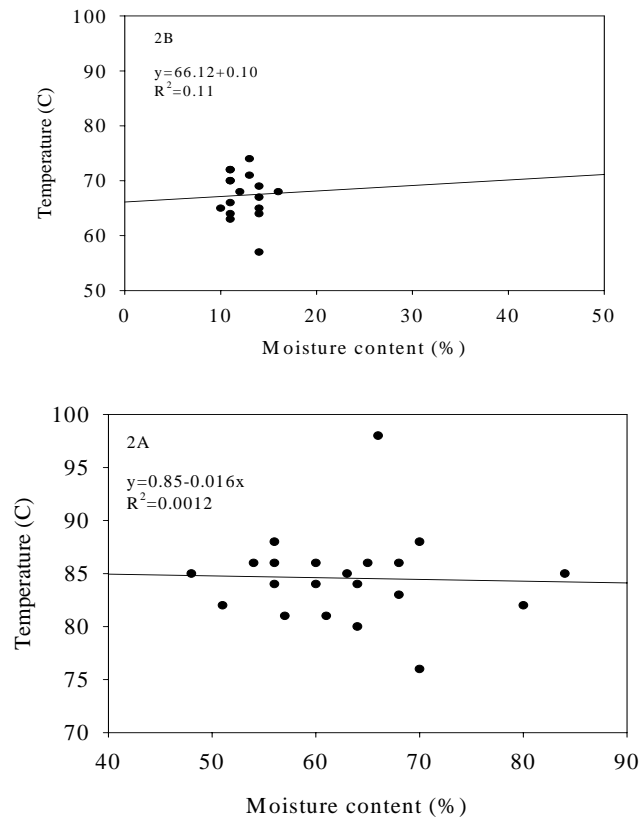 100
2B
y=66.12+0.10
R²=0.11
90
80
70
60
50
Temperature (C)
0 10 20 30 40 50
Moisture content (%)
100
2A
y=0.85-0.016x
R²=0.0012
95
90
85
80
75
70
Temperature (C)
40 50 60 70 80 90
Moisture content (%)